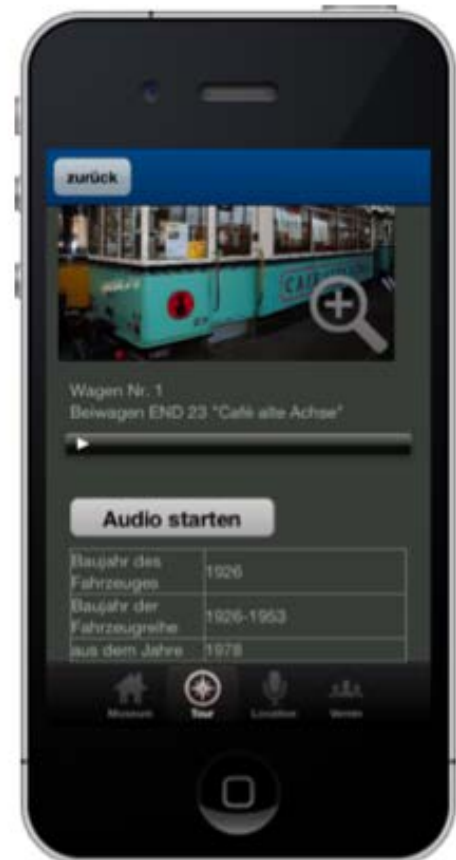 zurück
CAFE
Wagen Nr. 1
Beiwagen END 23 "Café alte Achse"
Audio starten
Baujahr des Fahrzeuges 1926
Baujahr der Fahrzeugreihe 1926-1953
aus dem Jahre 1978
Museum Tour Location Verein